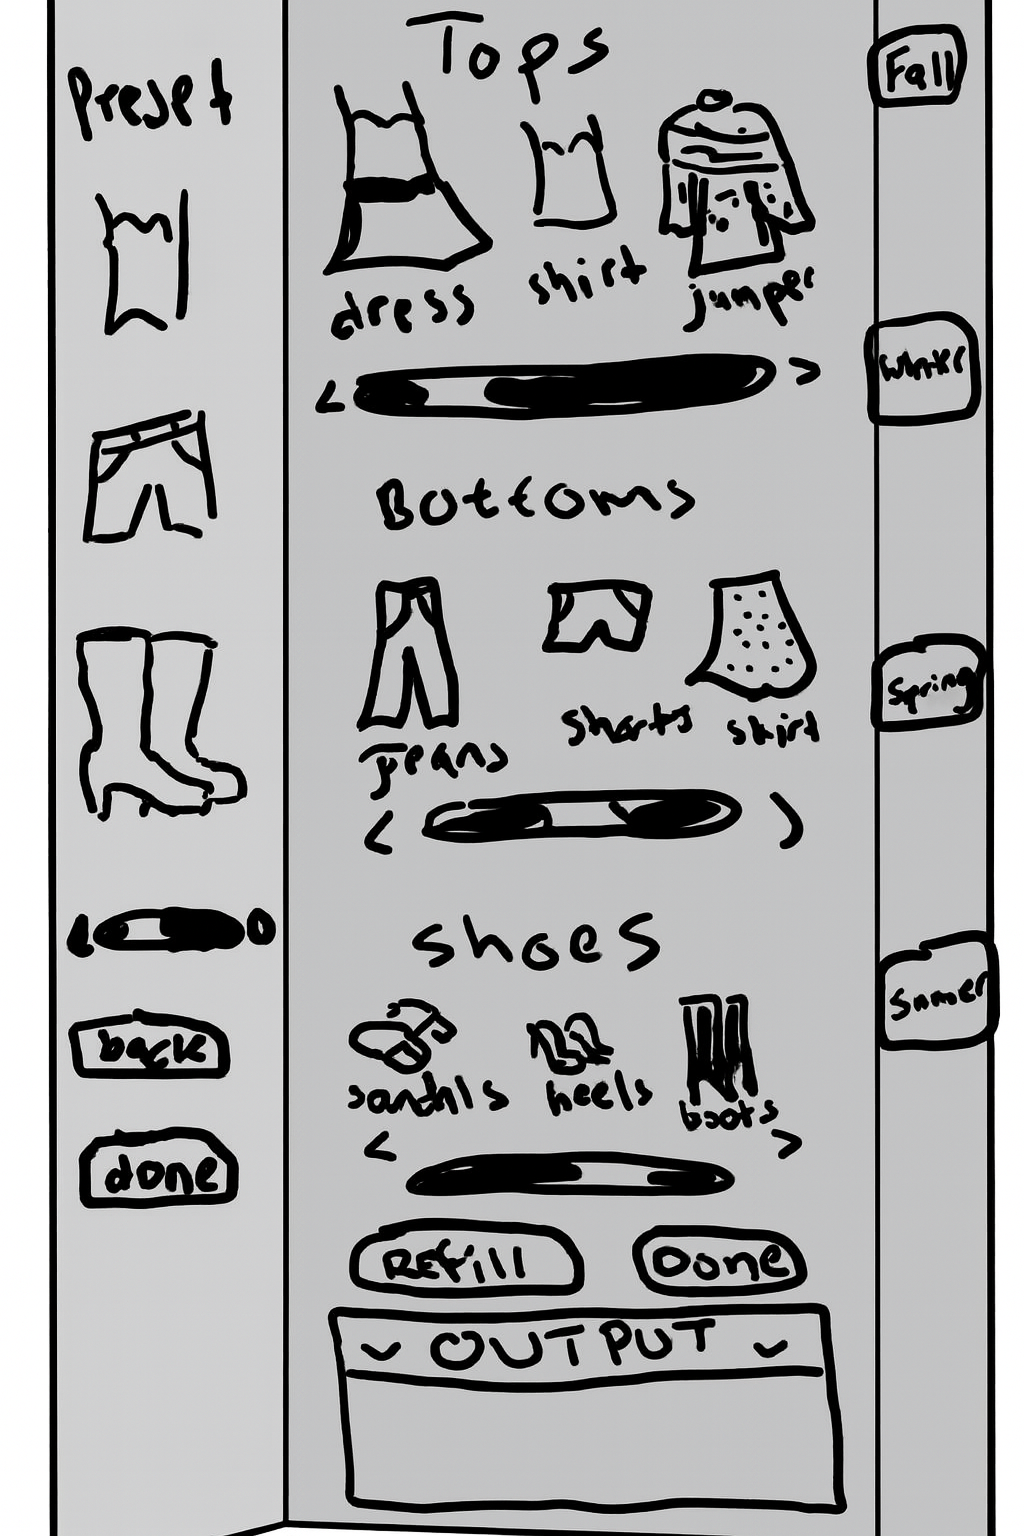 Preset
back
done
Tops
dress shirt jumper
< >
Bottoms
Jeans shorts skirt
< >
shoes
sandals heels boots
< >
REfill Done
OUTPUT
Fall
Winter
Spring
Summer